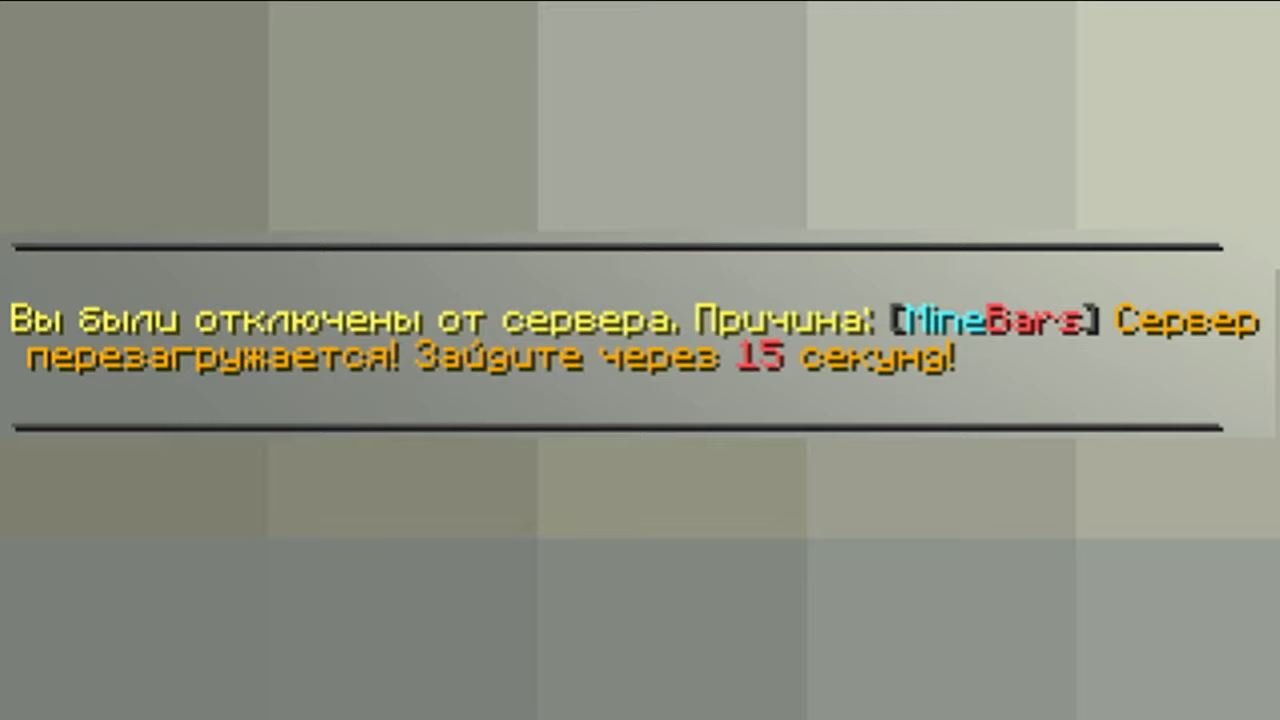 Вы были отключены от сервера. Причина: [MineBars] Сервер
перезагружается! Зайдите через 15 секунд!